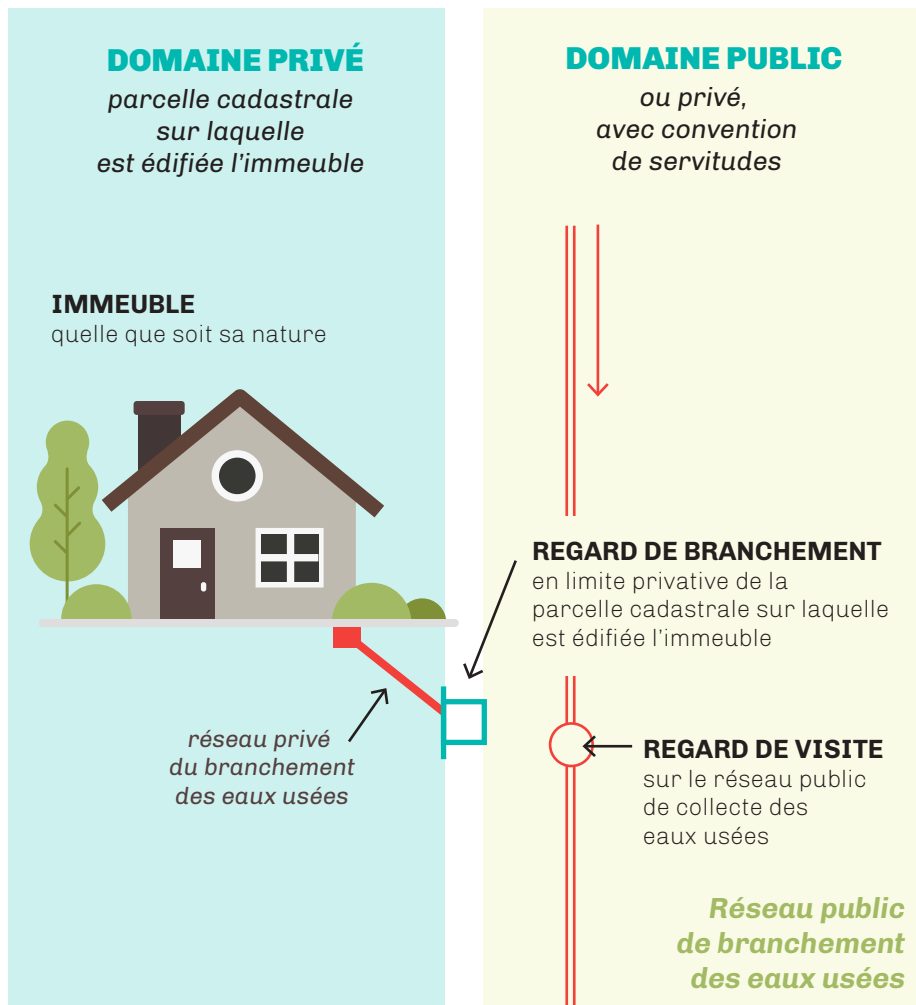 DOMAINE PRIVÉ
parcelle cadastrale
sur laquelle
est édifiée l'immeuble
DOMAINE PUBLIC
ou privé,
avec convention
de servitudes
IMMEUBLE
quelle que soit sa nature
REGARD DE BRANCHEMENT
en limite privative de la
parcelle cadastrale sur laquelle
est édifiée l'immeuble
réseau privé
du branchement
des eaux usées
REGARD DE VISITE
sur le réseau public
de collecte des
eaux usées
Réseau public
de branchement
des eaux usées